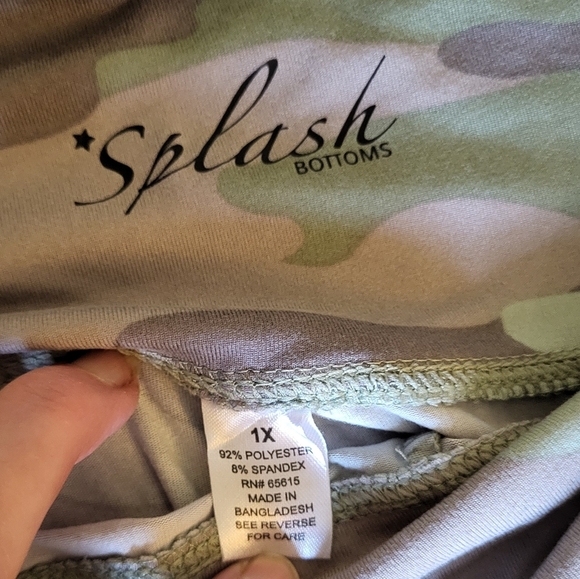 Splash
BOTTOMS
1X
92% POLYESTER
8% SPANDEX
RN# 65615
MADE IN
BANGLADESH
SEE REVERSE
FOR CARE